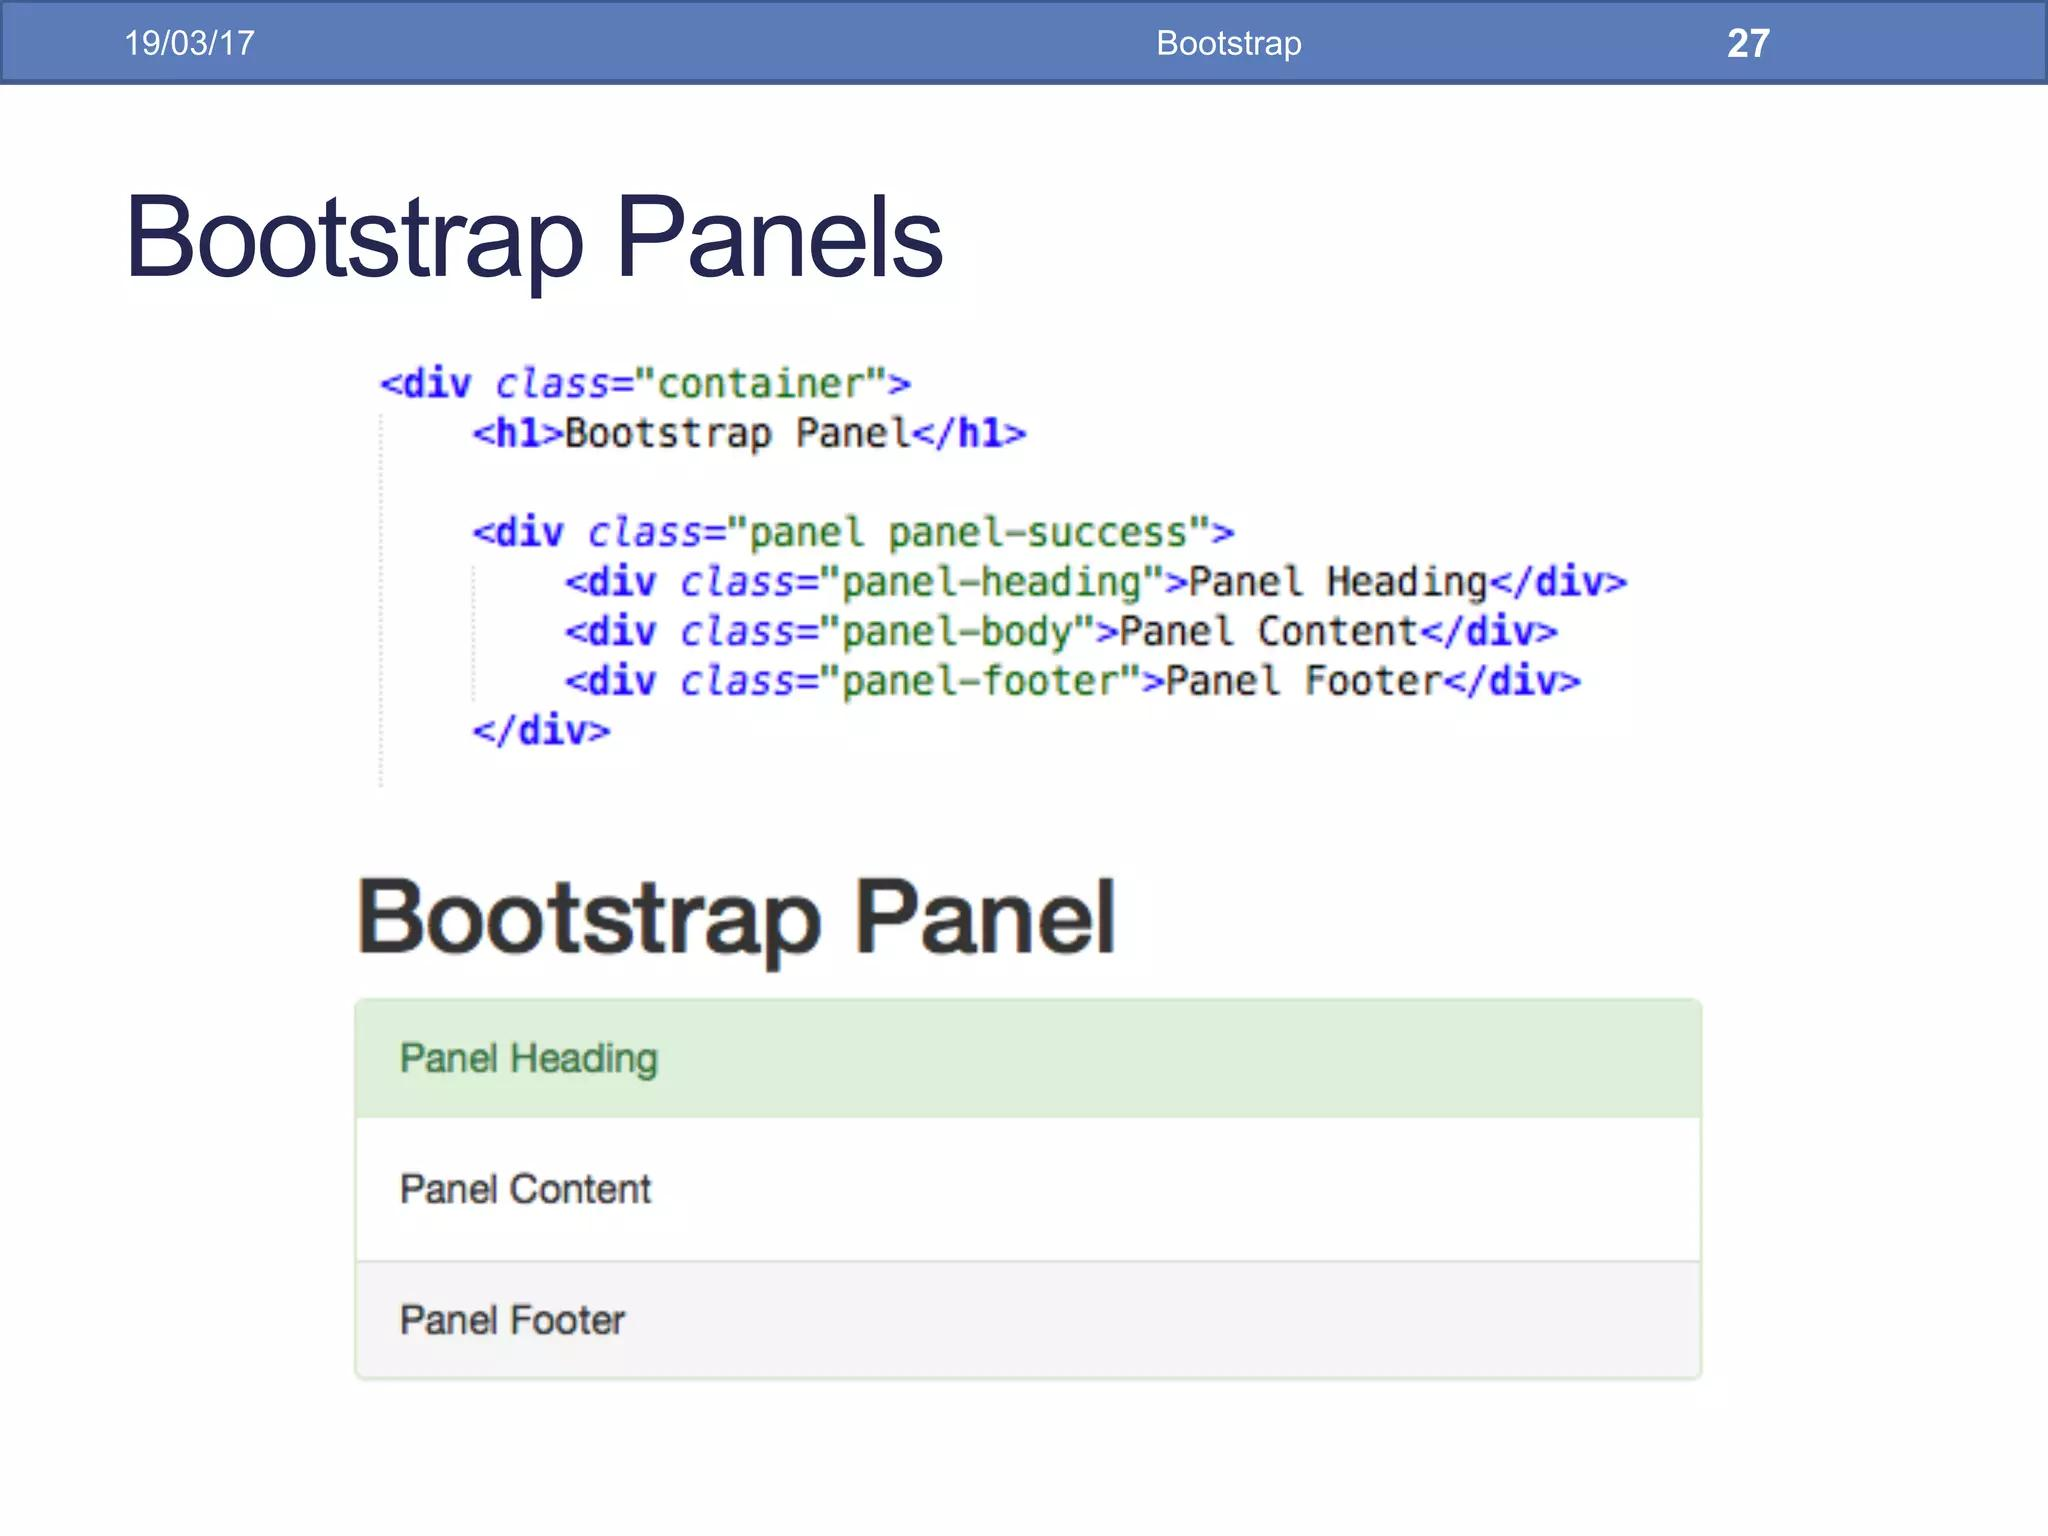 19/03/17 Bootstrap 27
Bootstrap Panels
<div class="container">
<h1>Bootstrap Panel</h1>
<div class="panel panel-success">
<div class="panel-heading">Panel Heading</div>
<div class="panel-body">Panel Content</div>
<div class="panel-footer">Panel Footer</div>
</div>
Bootstrap Panel
Panel Heading
Panel Content
Panel Footer